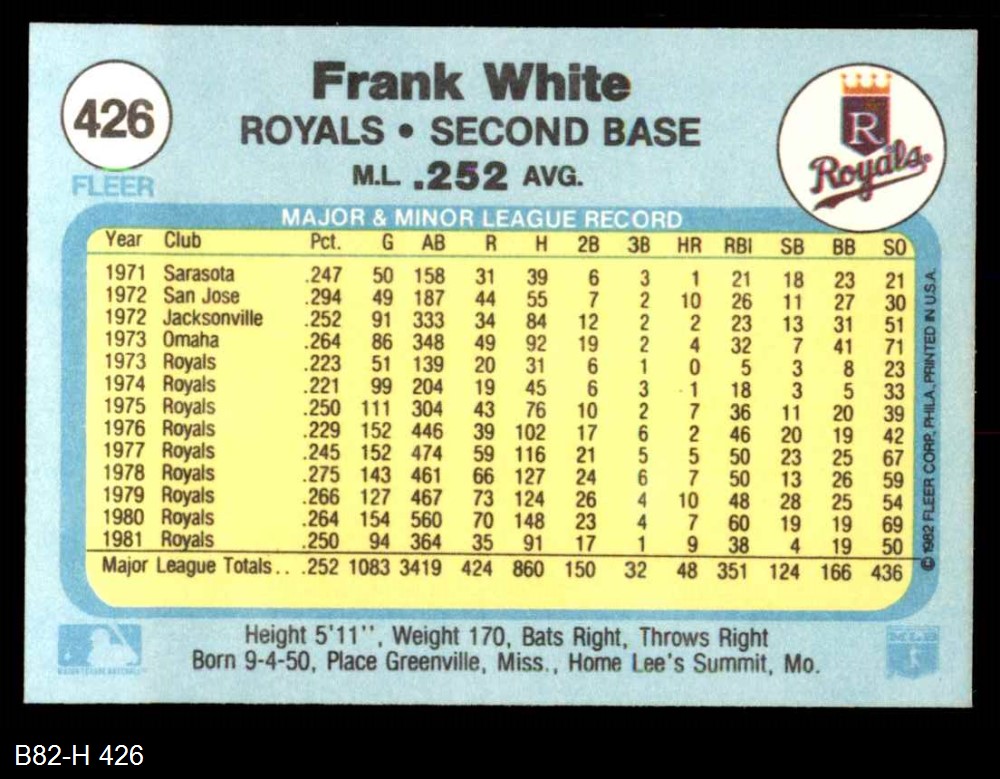 426
FLEER
Frank White
ROYALS • SECOND BASE
M.L. .252 AVG.
R
Royals
MAJOR & MINOR LEAGUE RECORD
Year Club Pct. G AB R H 2B 3B HR RBI SB BB SO
1971 Sarasota .247 50 158 31 39 6 3 1 21 18 23 21
1972 San Jose .294 49 187 44 55 7 2 10 26 11 27 30
1972 Jacksonville .252 91 333 34 84 12 2 2 23 13 31 51
1973 Omaha .264 86 348 49 92 19 2 4 32 7 41 71
1973 Royals .223 51 139 20 31 6 1 0 5 3 8 23
1974 Royals .221 99 204 19 45 6 3 1 18 3 5 33
1975 Royals .250 111 304 43 76 10 2 7 36 11 20 39
1976 Royals .229 152 446 39 102 17 6 2 46 20 19 42
1977 Royals .245 152 474 59 116 21 5 5 50 23 25 67
1978 Royals .275 143 461 66 127 24 6 7 50 13 26 59
1979 Royals .266 127 467 73 124 26 4 10 48 28 25 54
1980 Royals .264 154 560 70 148 23 4 7 60 19 19 69
1981 Royals .250 94 364 35 91 17 1 9 38 4 19 50
Major League Totals . . .252 1083 3419 424 860 150 32 48 351 124 166 436
© 1982 FLEER CORP., PHILA., PRINTED IN U.S.A.
Height 5'11'', Weight 170, Bats Right, Throws Right
Born 9-4-50, Place Greenville, Miss., Home Lee's Summit, Mo.
MAJOR LEAGUE BASEBALL
MLB
B82-H 426